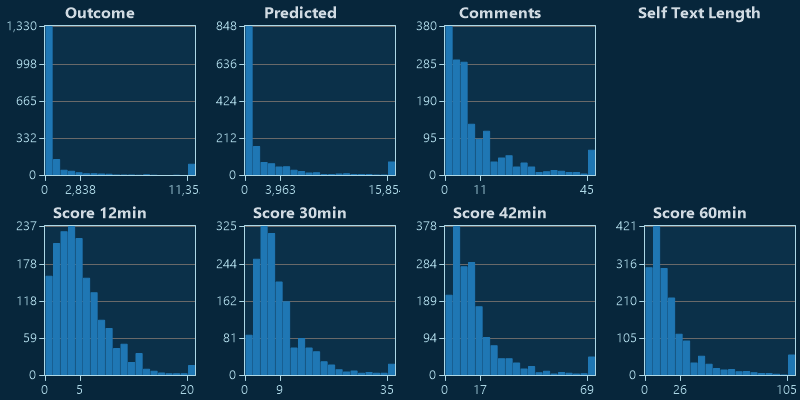 Outcome
1,330
998
665
332
0
0 2,838 11,35
Predicted
848
636
424
212
0
0 3,963 15,85
Comments
380
285
190
95
0
0 11 45
Self Text Length
Score 12min
237
178
118
59
0
0 5 20
Score 30min
325
244
162
81
0
0 9 35
Score 42min
378
284
189
94
0
0 17 69
Score 60min
421
316
210
105
0
0 26 105